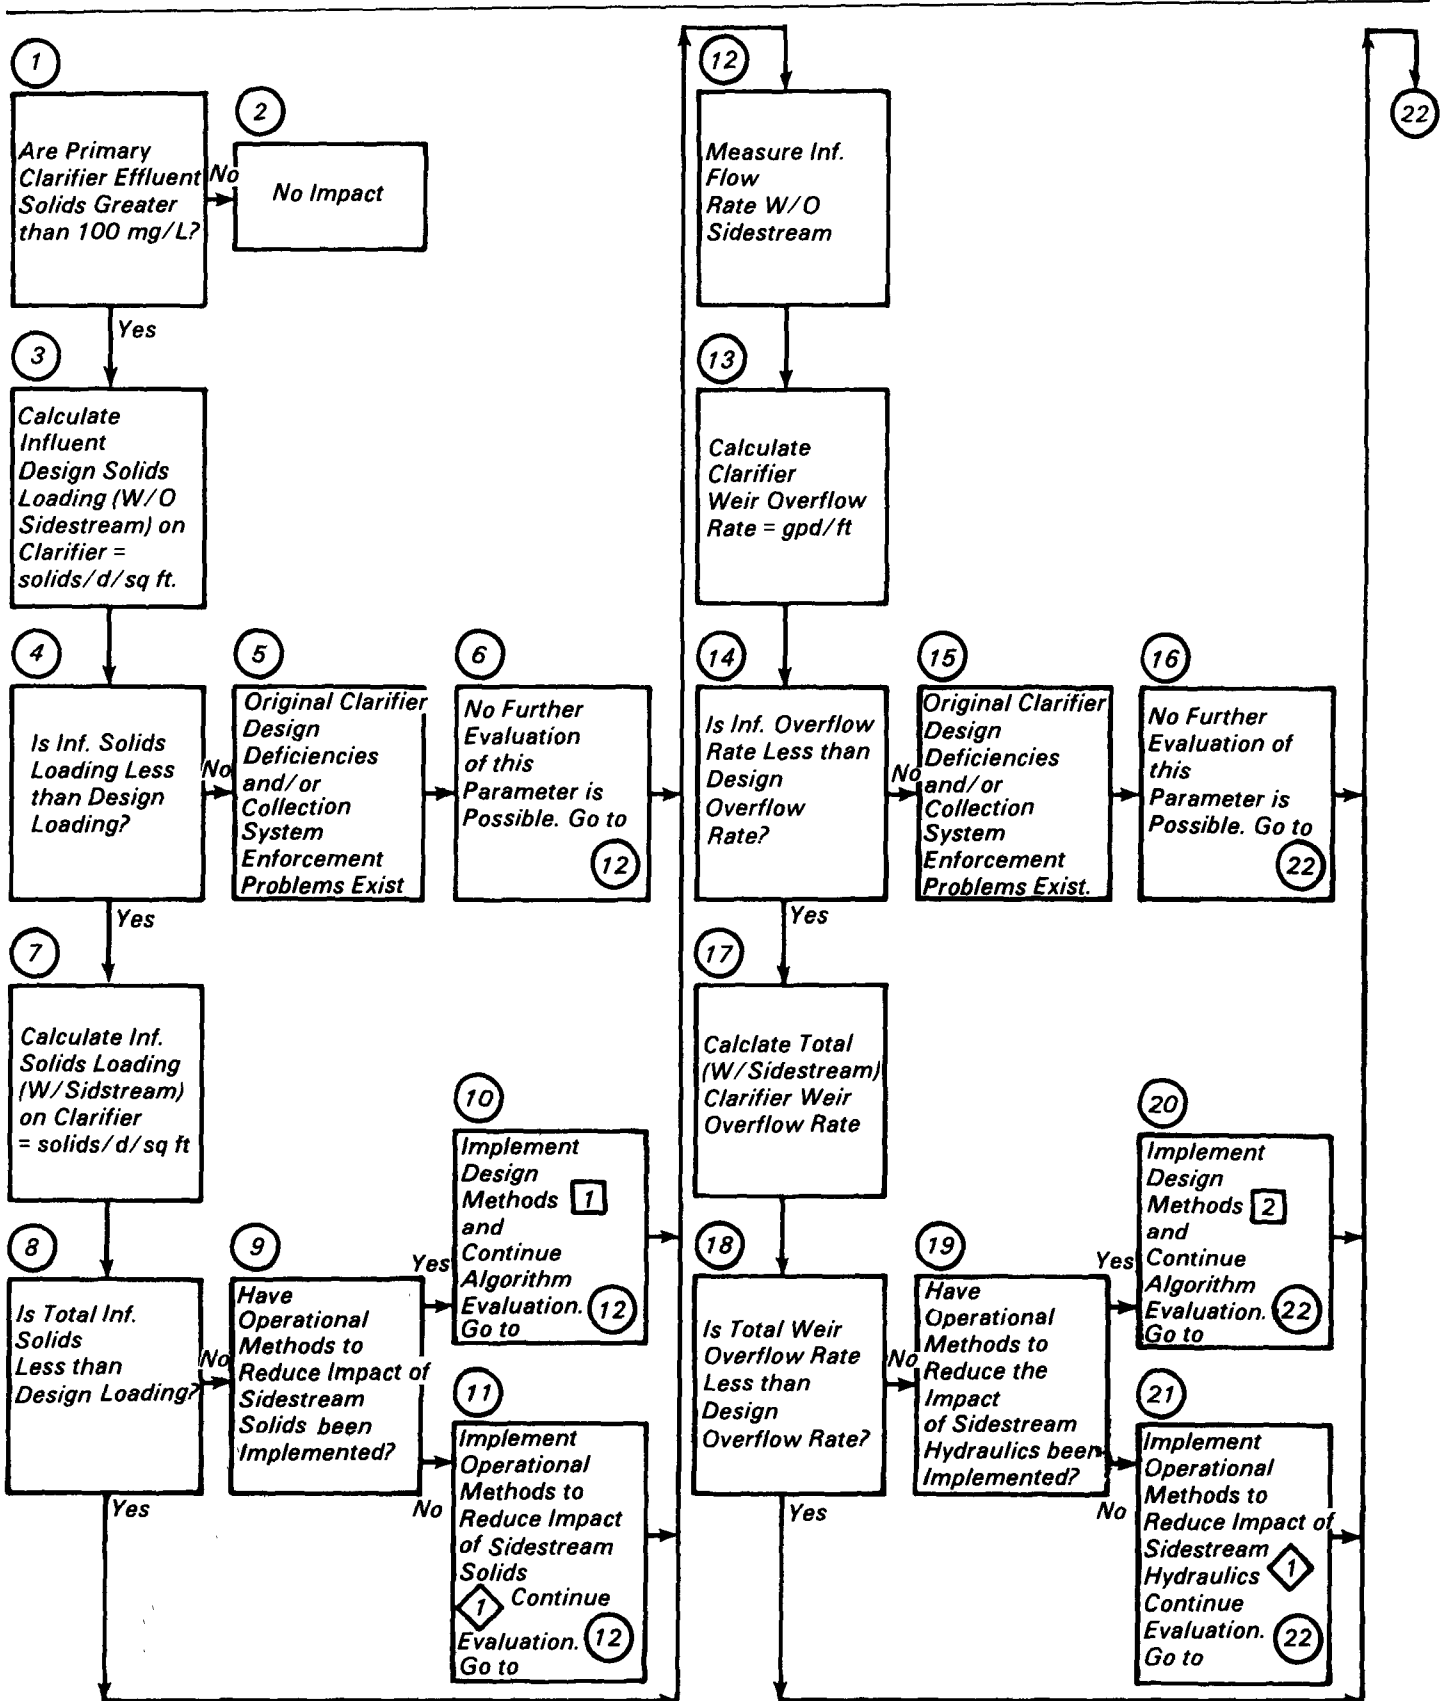 1
Are Primary
Clarifier Effluent
Solids Greater
than 100 mg/L?
No
2
No Impact
Yes
3
Calculate
Influent
Design Solids
Loading (W/O
Sidestream) on
Clarifier =
solids/d/sq ft.
4
Is Inf. Solids
Loading Less
than Design
Loading?
No
5
Original Clarifier
Design
Deficiencies
and/or
Collection
System
Enforcement
Problems Exist
6
No Further
Evaluation
of this
Parameter is
Possible. Go to
12
Yes
7
Calculate Inf.
Solids Loading
(W/Sidstream)
on Clarifier
= solids/d/sq ft
8
Is Total Inf.
Solids
Less than
Design Loading?
No
9
Have
Operational
Methods to
Reduce Impact of
Sidestream
Solids been
Implemented?
Yes
10
Implement
Design
Methods 1
and
Continue
Algorithm
Evaluation. 12
Go to
No
11
Implement
Operational
Methods to
Reduce Impact
of Sidestream
Solids
1 Continue
Evaluation. 12
Go to
Yes
12
Measure Inf.
Flow
Rate W/O
Sidestream
13
Calculate
Clarifier
Weir Overflow
Rate = gpd/ft
14
Is Inf. Overflow
Rate Less than
Design
Overflow
Rate?
No
15
Original Clarifier
Design
Deficiencies
and/or
Collection
System
Enforcement
Problems Exist.
16
No Further
Evaluation of
this
Parameter is
Possible. Go to
22
Yes
17
Calclate Total
(W/Sidestream)
Clarifier Weir
Overflow Rate
18
Is Total Weir
Overflow Rate
Less than
Design
Overflow Rate?
No
19
Have
Operational
Methods to
Reduce the
Impact
of Sidestream
Hydraulics been
Implemented?
Yes
20
Implement
Design
Methods 2
and
Continue
Algorithm
Evaluation. 22
Go to
No
21
Implement
Operational
Methods to
Reduce Impact of
Sidestream
Hydraulics 1
Continue
Evaluation.
Go to 22
Yes
22